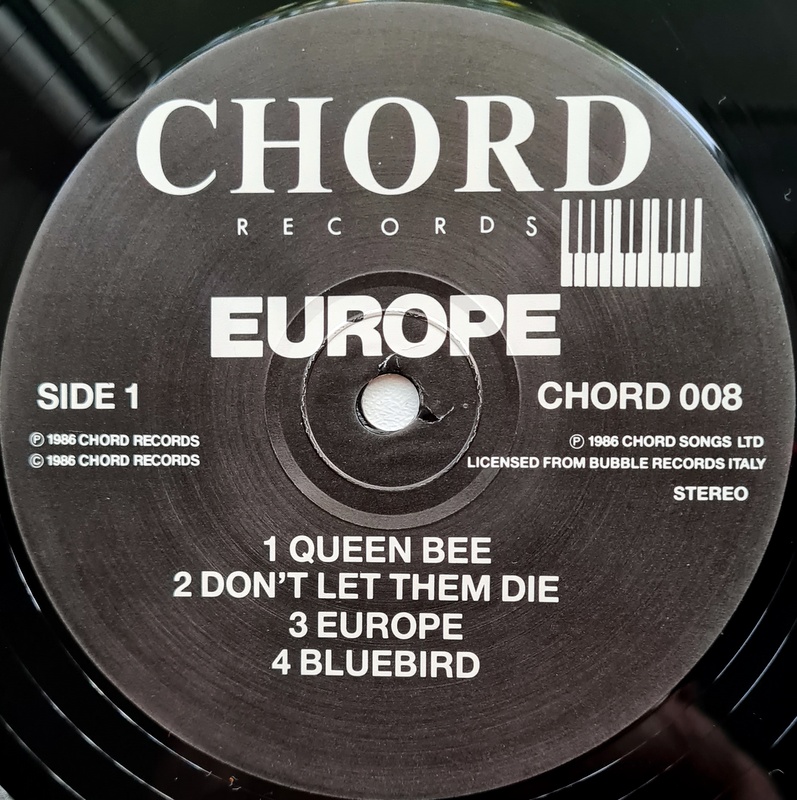 CHORD
RECORDS
EUROPE
SIDE 1
CHORD 008
℗ 1986 CHORD RECORDS
© 1986 CHORD RECORDS
℗ 1986 CHORD SONGS LTD
LICENSED FROM BUBBLE RECORDS ITALY
STEREO
1 QUEEN BEE
2 DON'T LET THEM DIE
3 EUROPE
4 BLUEBIRD